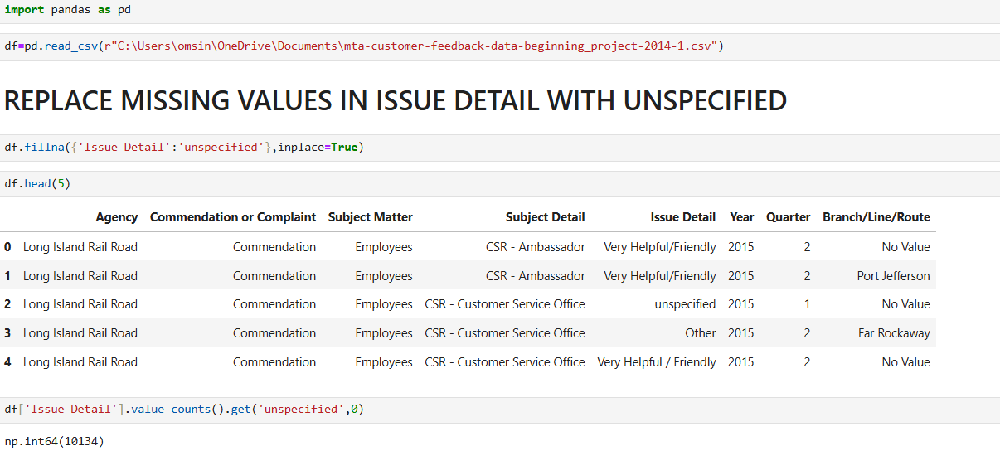 import pandas as pd
df=pd.read_csv(r"C:\Users\omsin\OneDrive\Documents\mta-customer-feedback-data-beginning_project-2014-1.csv")
REPLACE MISSING VALUES IN ISSUE DETAIL WITH UNSPECIFIED
df.fillna({'Issue Detail':'unspecified'},inplace=True)
df.head(5)
Agency Commendation or Complaint Subject Matter Subject Detail Issue Detail Year Quarter Branch/Line/Route
0 Long Island Rail Road Commendation Employees CSR - Ambassador Very Helpful/Friendly 2015 2 No Value
1 Long Island Rail Road Commendation Employees CSR - Ambassador Very Helpful/Friendly 2015 2 Port Jefferson
2 Long Island Rail Road Commendation Employees CSR - Customer Service Office unspecified 2015 1 No Value
3 Long Island Rail Road Commendation Employees CSR - Customer Service Office Other 2015 2 Far Rockaway
4 Long Island Rail Road Commendation Employees CSR - Customer Service Office Very Helpful / Friendly 2015 2 No Value
df['Issue Detail'].value_counts().get('unspecified',0)
np.int64(10134)